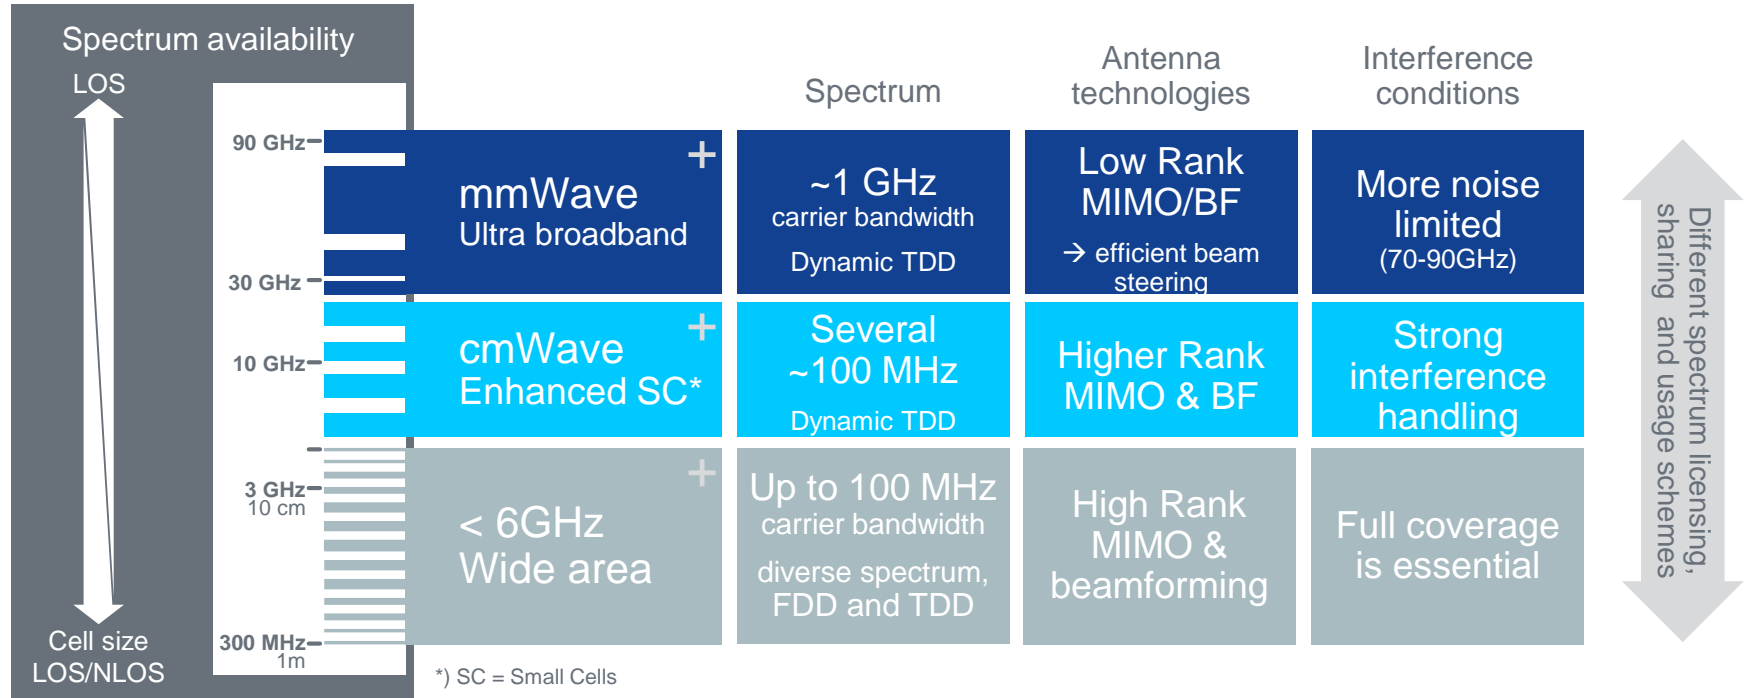 Spectrum availability
LOS
90 GHz
30 GHz
10 GHz
3 GHz
10 cm
300 MHz
1m
Cell size
LOS/NLOS
Spectrum
Antenna
technologies
Interference
conditions
+
mmWave
Ultra broadband
~1 GHz
carrier bandwidth
Dynamic TDD
Low Rank
MIMO/BF
→ efficient beam
steering
More noise
limited
(70-90GHz)
+
cmWave
Enhanced SC*
Several
~100 MHz
Dynamic TDD
Higher Rank
MIMO & BF
Strong
interference
handling
+
< 6GHz
Wide area
Up to 100 MHz
carrier bandwidth
diverse spectrum,
FDD and TDD
High Rank
MIMO &
beamforming
Full coverage
is essential
Different spectrum licensing,
sharing and usage schemes
*) SC = Small Cells